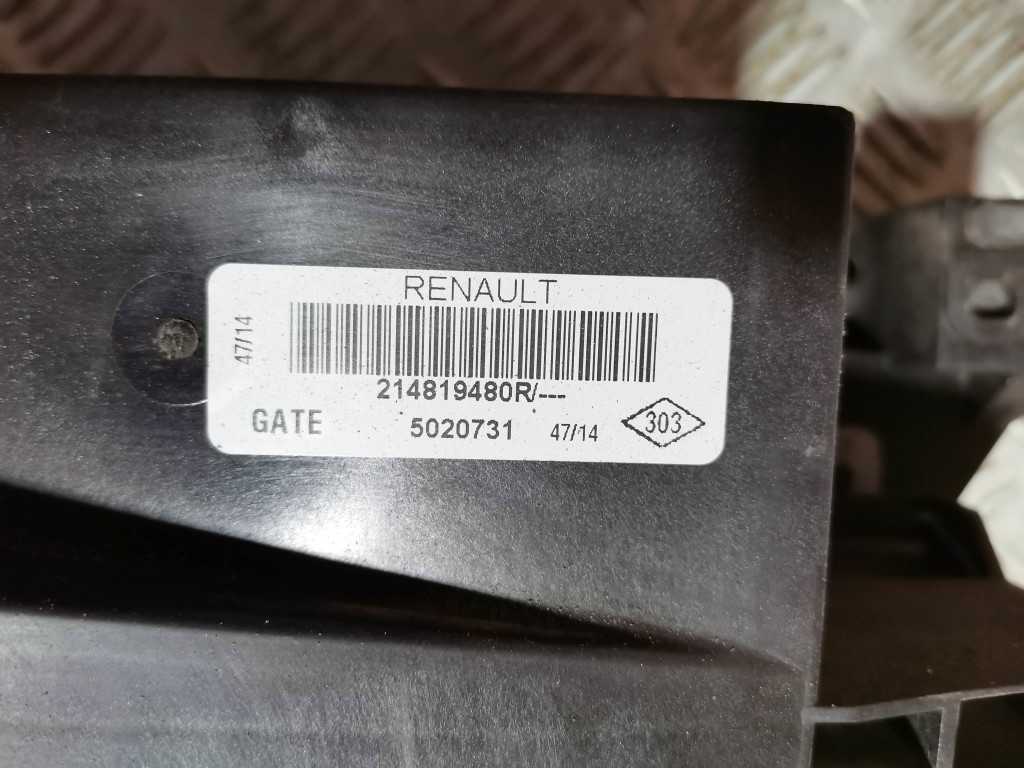 RENAULT
47/14
214819480R/---
GATE 5020731 47/14 303